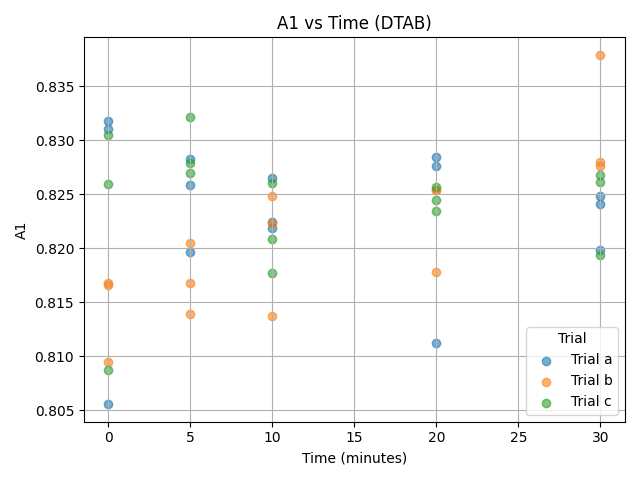 A1 vs Time (DTAB)
0.835
0.830
0.825
0.820
0.815
0.810
0.805
A1
0 5 10 15 20 25 30
Time (minutes)
Trial
Trial a
Trial b
Trial c